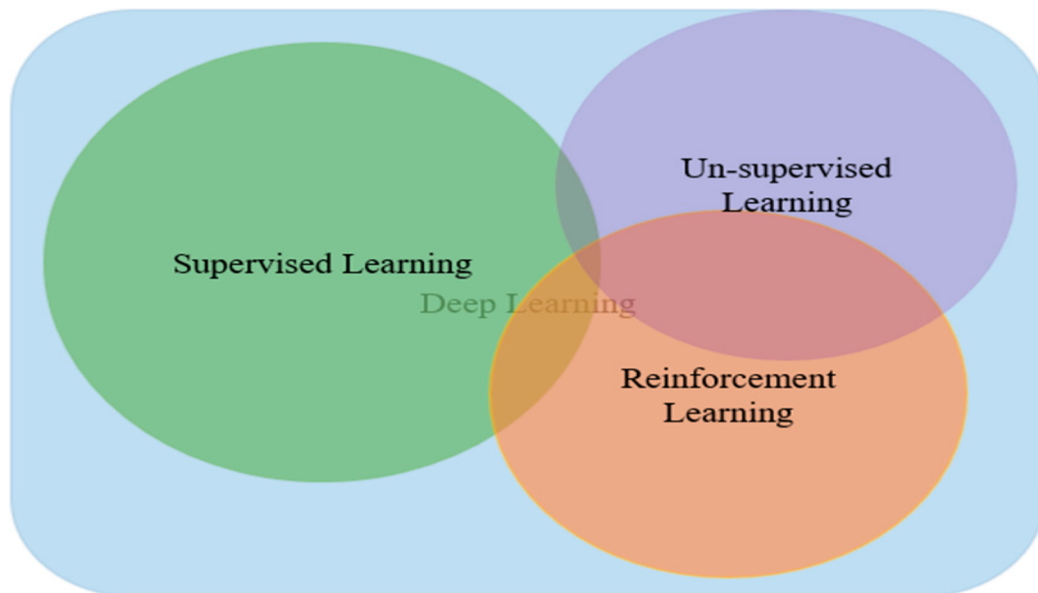 Un-supervised
Learning
Supervised Learning
Deep Learning
Reinforcement
Learning